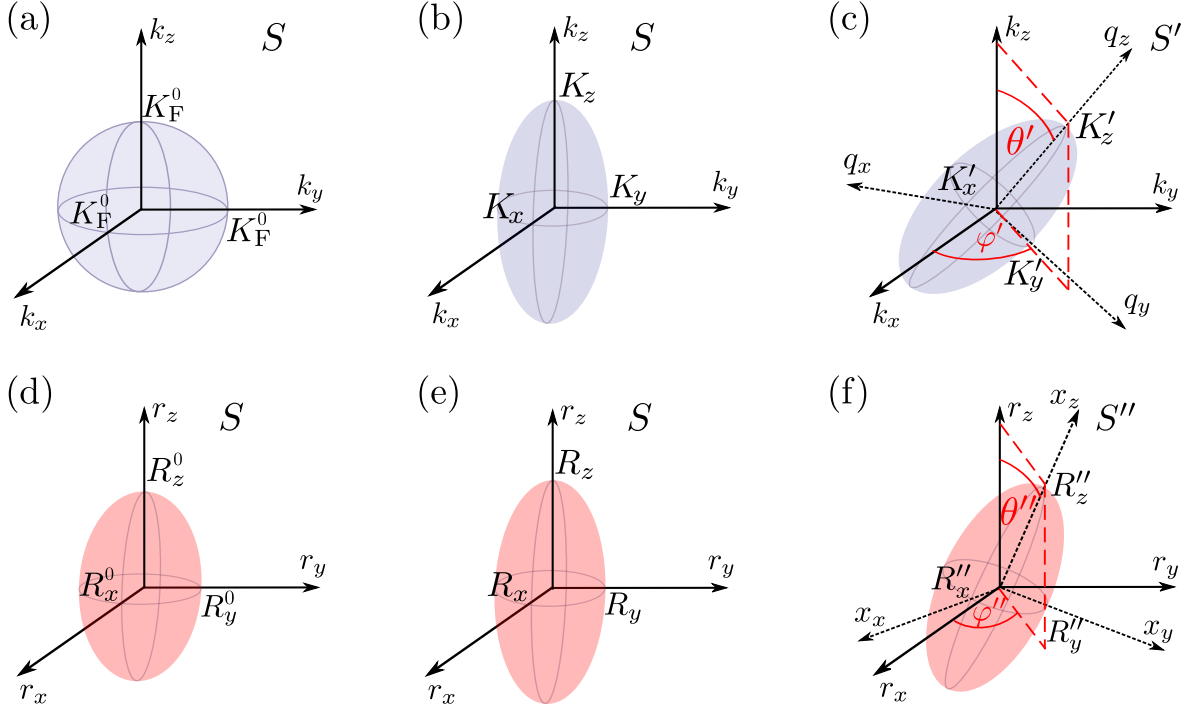 (a) k_z S
K_F^0
k_y
K_F^0
K_F^0
k_x
(b) k_z S
K_z
k_y
K_x K_y
k_x
(c) k_z q_z S′
K′_z
θ′
q_x K′_x k_y
φ′
K′_y
k_x q_y
(d) r_z S
R_z^0
r_y
R_x^0 R_y^0
r_x
(e) r_z S
R_z
r_y
R_x R_y
r_x
(f) r_z x_z S″
R″_z
θ″
R″_x r_y
x_x φ″ R″_y x_y
r_x